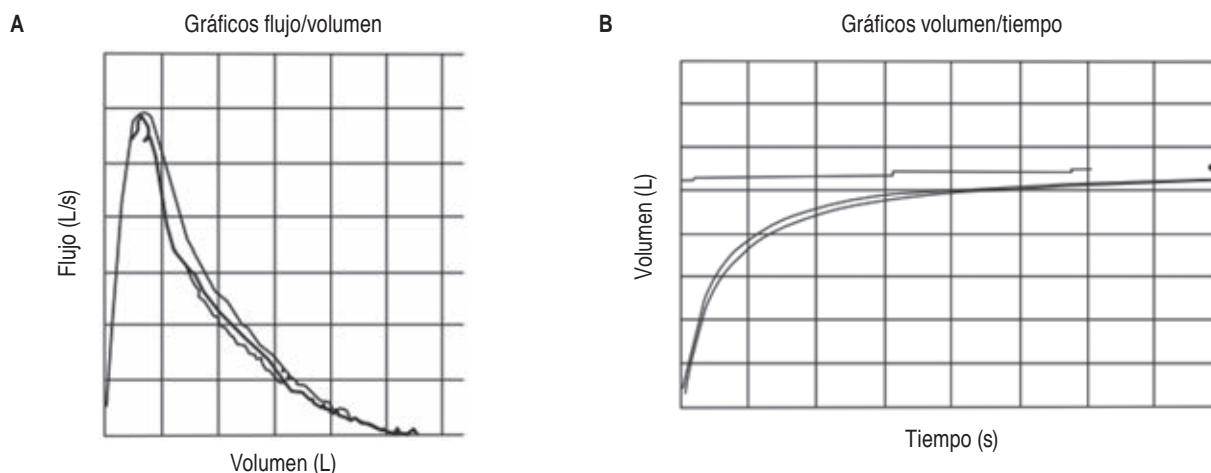 A
Gráficos flujo/volumen
Flujo (L/s)
Volumen (L)
B
Gráficos volumen/tiempo
Volumen (L)
Tiempo (s)